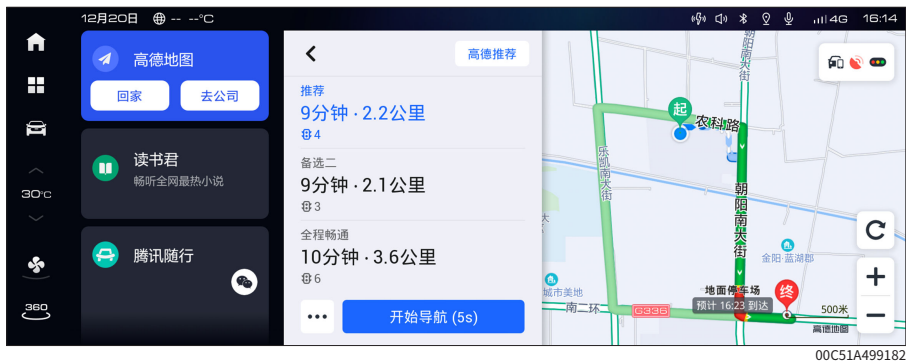 12月20日 -- --°C
4G 16:14
高德地图
回家 去公司
读书君
畅听全网最热小说
30°C
腾讯随行
360
高德推荐
推荐
9分钟·2.2公里
4
备选二
9分钟·2.1公里
3
全程畅通
10分钟·3.6公里
6
开始导航 (5s)
朝阳南大街
起
农科路
乐凯南大街
朝阳南大街
金阳·蓝湖郡
城市美地
地面停车场
终
预计 16:23 到达
南二环
G336
500米
高德地图
00C51A499182